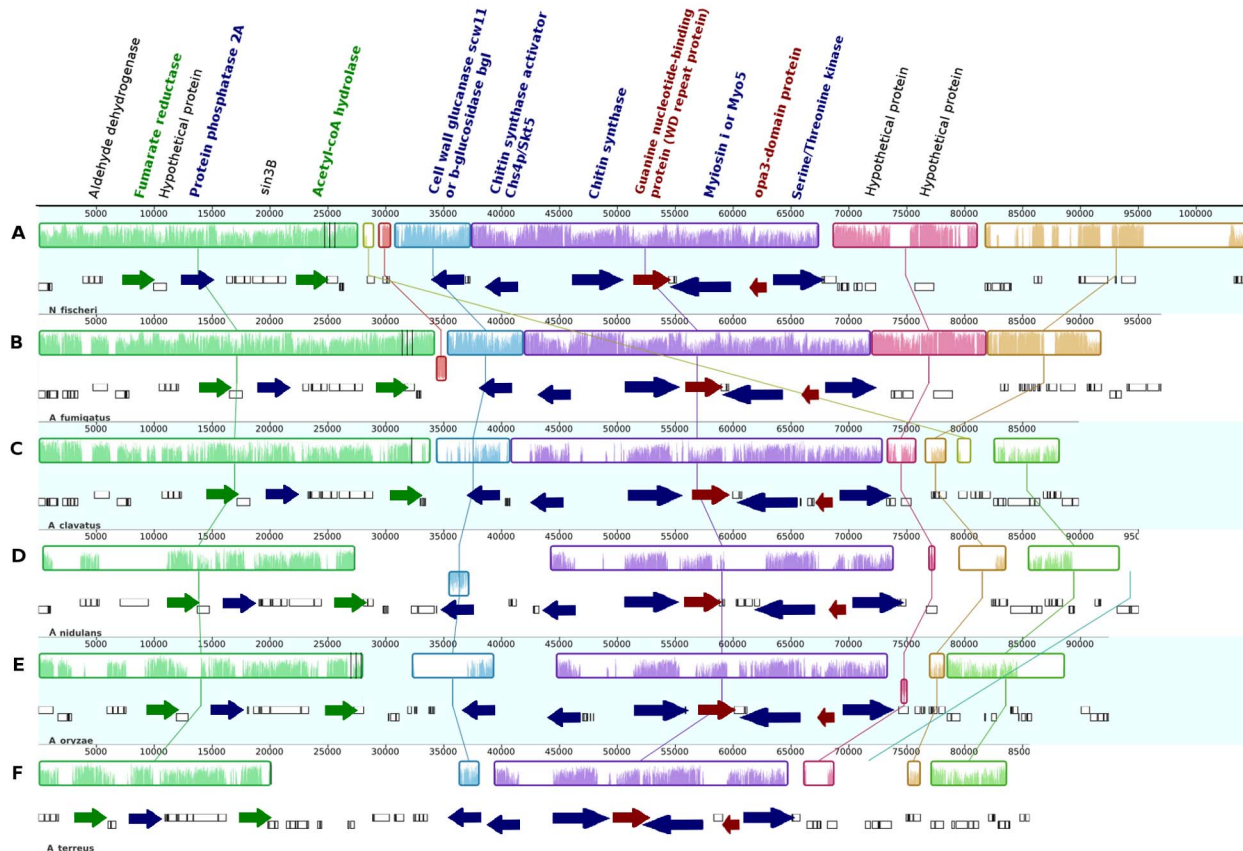 Aldehyde dehydrogenase
Fumarate reductase
Hypothetical protein
Protein phosphatase 2A
sin3B
Acetyl-coA hydrolase
Cell wall glucanase scw11
or b-glucosidase bgl
Chitin synthase activator
Chs4p/Skt5
Chitin synthase
Guanine nucleotide-binding
protein (WD repeat protein)
Myiosin i or Myo5
opa3-domain protein
Serine/Threonine kinase
Hypothetical protein
Hypothetical protein
5000 10000 15000 20000 25000 30000 35000 40000 45000 50000 55000 60000 65000 70000 75000 80000 85000 90000 95000 100000
A
N fischeri
5000 10000 15000 20000 25000 30000 35000 40000 45000 50000 55000 60000 65000 70000 75000 80000 85000 90000 95000
B
A fumigatus
5000 10000 15000 20000 25000 30000 35000 40000 45000 50000 55000 60000 65000 70000 75000 80000 85000
C
A clavatus
5000 10000 15000 20000 25000 30000 35000 40000 45000 50000 55000 60000 65000 70000 75000 80000 85000 90000 950
D
A nidulans
5000 10000 15000 20000 25000 30000 35000 40000 45000 50000 55000 60000 65000 70000 75000 80000 85000 90000
E
A oryzae
5000 10000 15000 20000 25000 30000 35000 40000 45000 50000 55000 60000 65000 70000 75000 80000 8500
F
A terreus